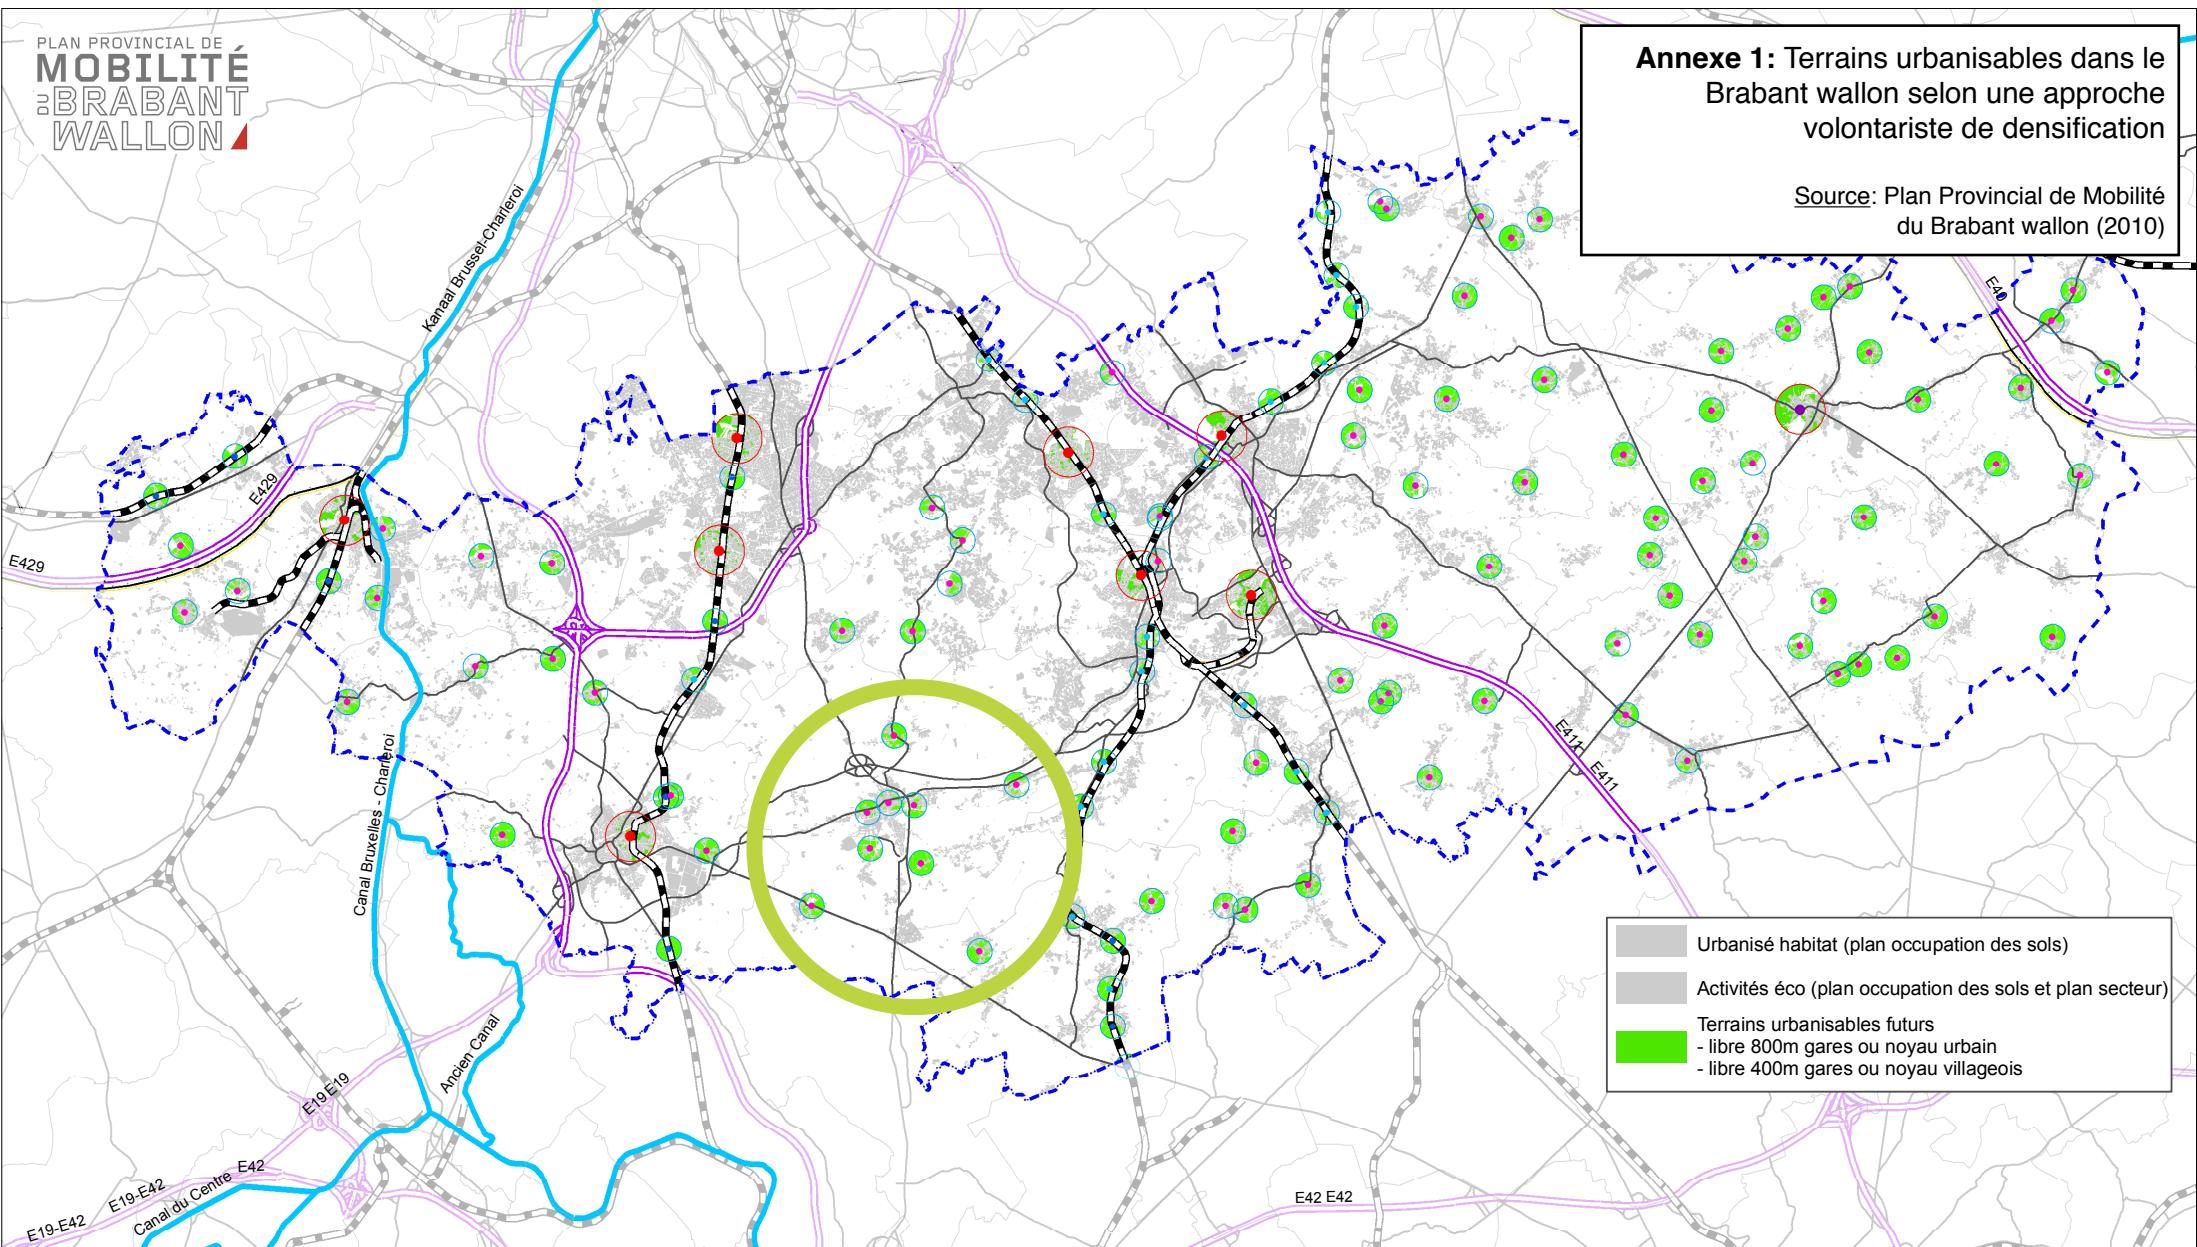 PLAN PROVINCIAL DE
MOBILITÉ
DU BRABANT
WALLON
Annexe 1: Terrains urbanisables dans le
Brabant wallon selon une approche
volontariste de densification
Source: Plan Provincial de Mobilité
du Brabant wallon (2010)
Kanaal Brussel-Charleroi
E40
E429
E429
Canal Bruxelles - Charleroi
E411
E411
Ancien Canal
E19 E19
E42
E19-E42
E19-E42
Canal du Centre
E42 E42
Urbanisé habitat (plan occupation des sols)
Activités éco (plan occupation des sols et plan secteur)
Terrains urbanisables futurs
- libre 800m gares ou noyau urbain
- libre 400m gares ou noyau villageois